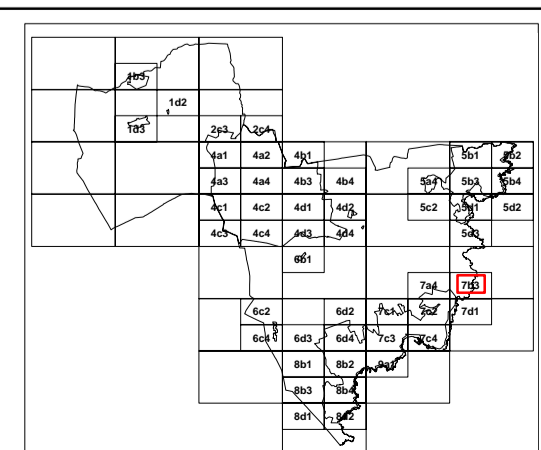 1b3
1d2
1d3
2c3 2c4
4a1 4a2 4b1 5b1 5b2
4a3 4a4 4b3 4b4 5a4 5b3 5b4
4c1 4c2 4d1 4d2 5c2 5d1 5d2
4c3 4c4 4d3 4d4 5d3
6b1
7a4 7b3
6c2 6d2 7c1 7c2 7d1
6c4 6d3 6d4 7c3 7c4
8b1 8b2 9a1
8b3 8b4
8d1 8d2